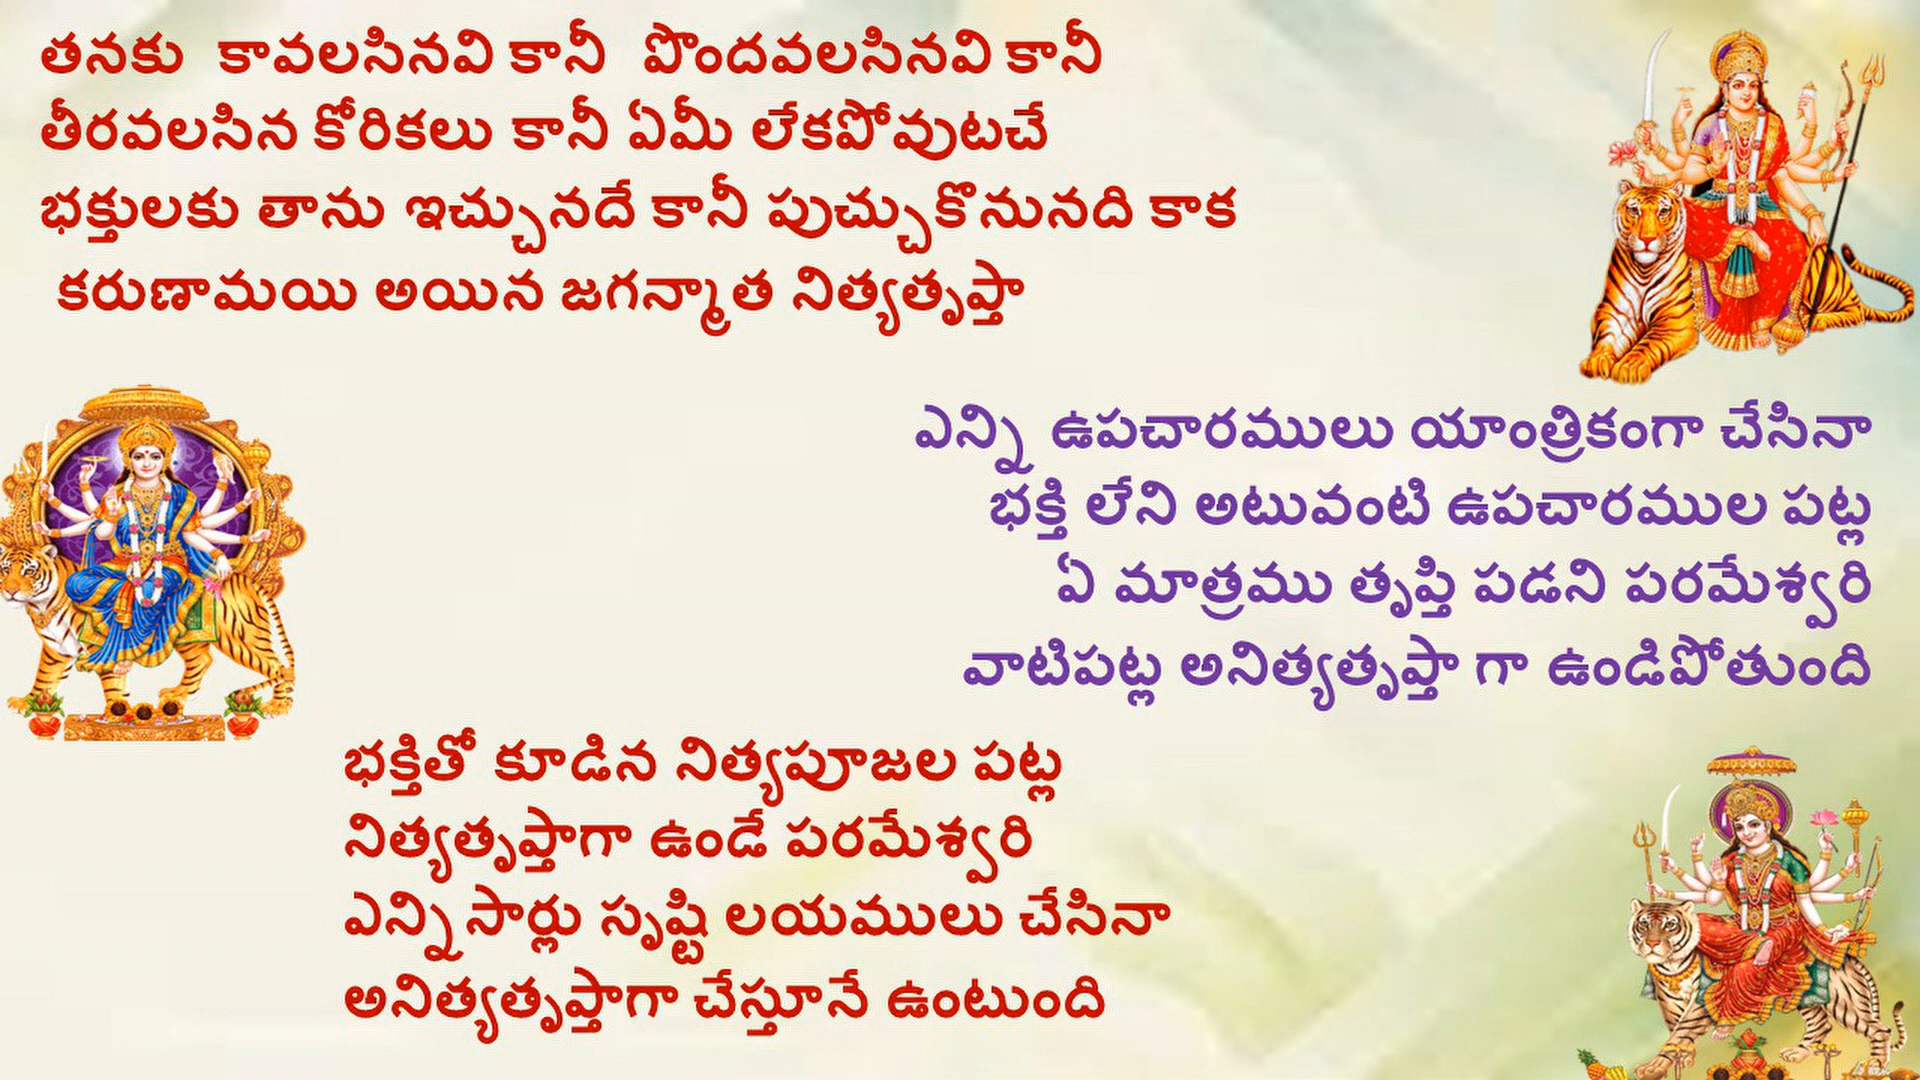 తనకు కావలసినవి కానీ పొందవలసినవి కానీ
తీరవలసిన కోరికలు కానీ ఏమీ లేకపోవుటచే
భక్తులకు తాను ఇచ్చునదే కానీ పుచ్చుకొనునది కాక
కరుణామయి అయిన జగన్మాత నిత్యతృప్తా
ఎన్ని ఉపచారములు యాంత్రికంగా చేసినా
భక్తి లేని అటువంటి ఉపచారముల పట్ల
ఏ మాత్రము తృప్తి పడని పరమేశ్వరి
వాటిపట్ల అనిత్యతృప్తా గా ఉండిపోతుంది
భక్తితో కూడిన నిత్యపూజల పట్ల
నిత్యతృప్తాగా ఉండే పరమేశ్వరి
ఎన్నిసార్లు సృష్టి లయములు చేసినా
అనిత్యతృప్తాగా చేస్తూనే ఉంటుంది